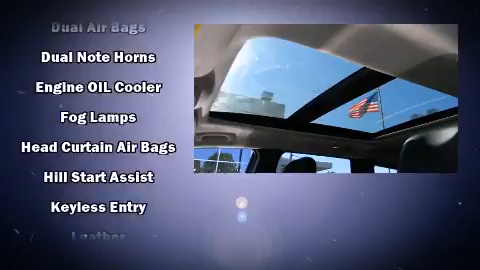 Dual Air Bags
Dual Note Horns
Engine OIL Cooler
Fog Lamps
Head Curtain Air Bags
Hill Start Assist
Keyless Entry
Leather